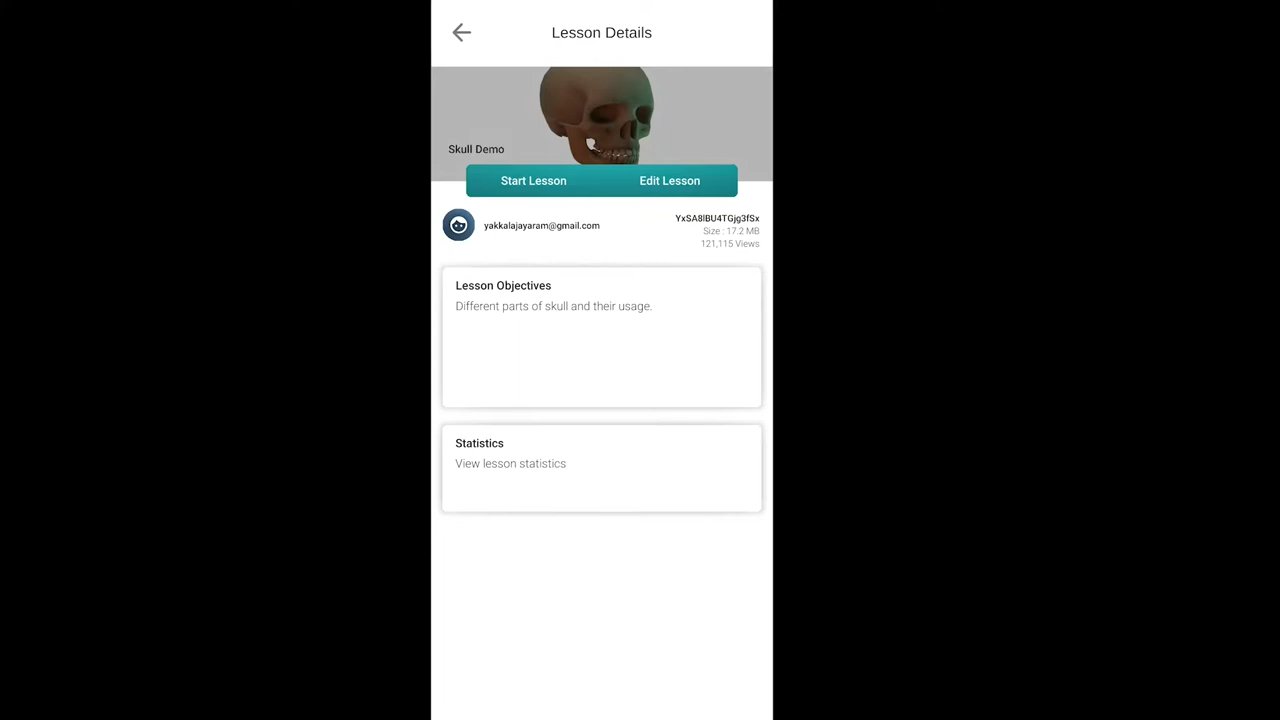 Lesson Details
Skull Demo
Start Lesson Edit Lesson
yakkalajayaram@gmail.com
YxSA8lBU4TGjg3fSx
Size : 17.2 MB
121,115 Views
Lesson Objectives
Different parts of skull and their usage.
Statistics
View lesson statistics